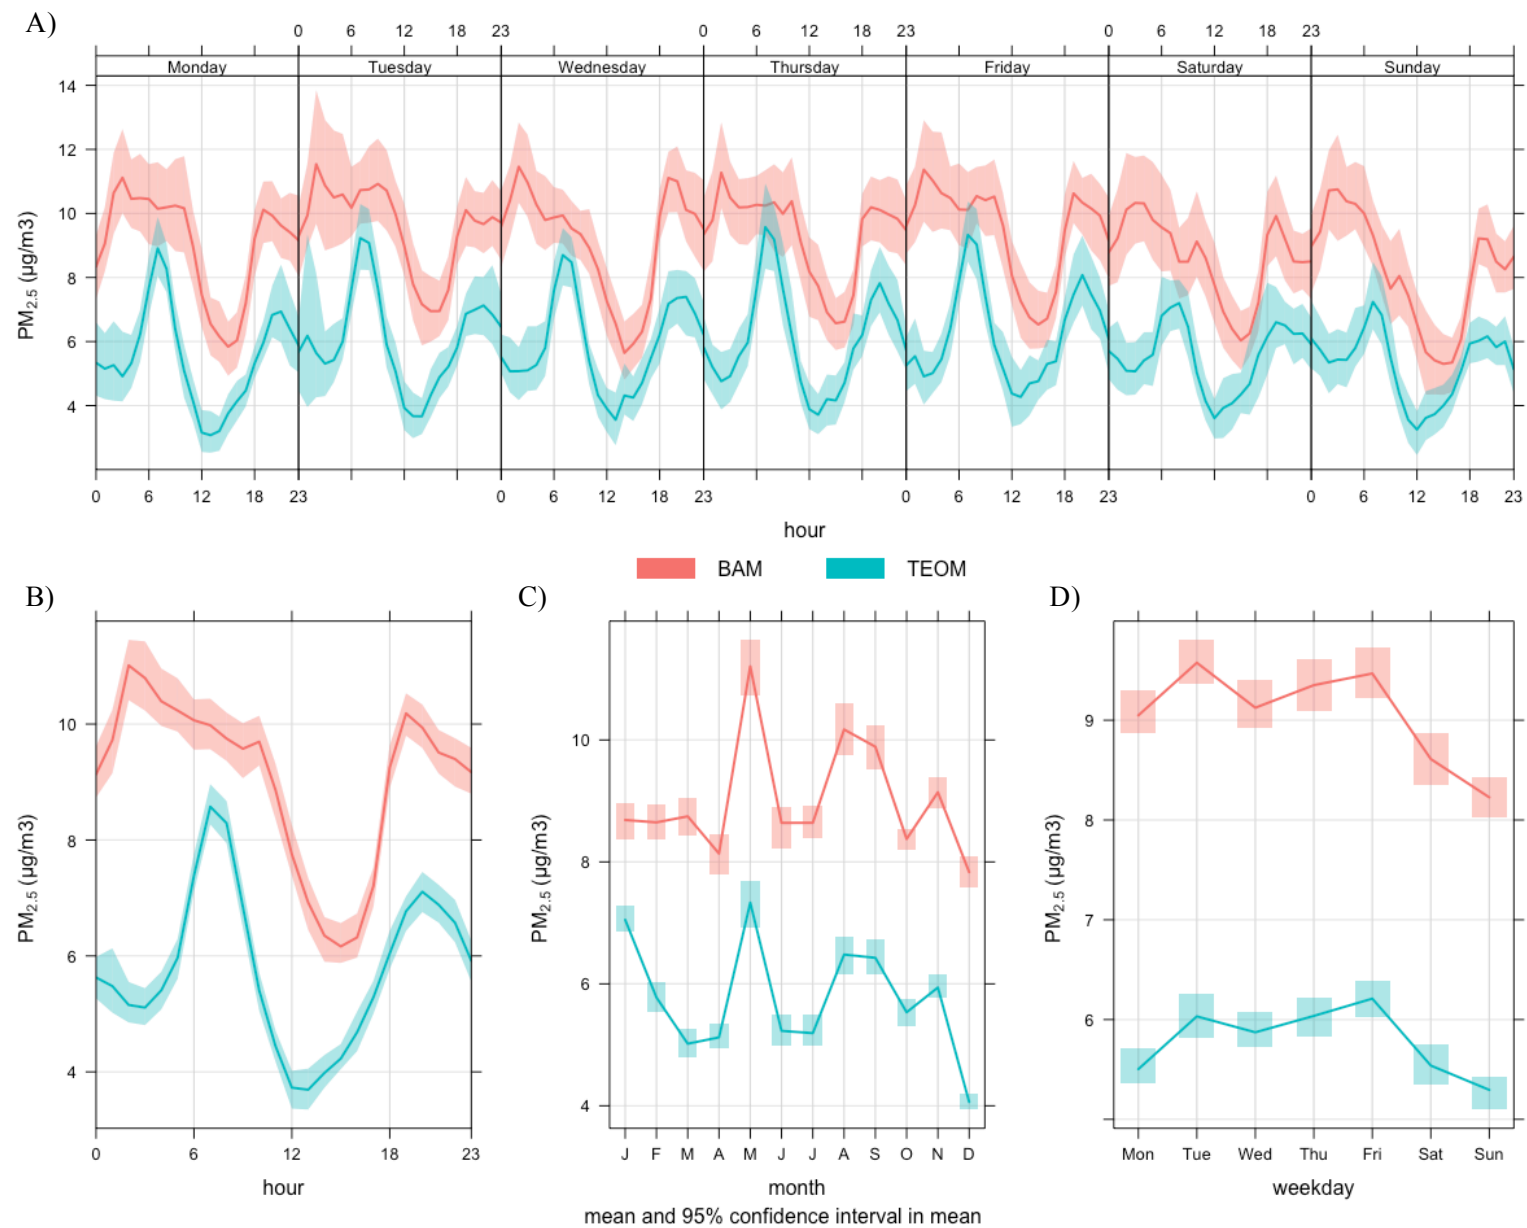 A)
0 6 12 18 23 0 6 12 18 23 0 6 12 18 23
Monday Tuesday Wednesday Thursday Friday Saturday Sunday
14
12
10
8
6
4
PM2.5 (µg/m3)
0 6 12 18 23 0 6 12 18 23 0 6 12 18 23 0 6 12 18 23
hour
BAM TEOM
B)
10
8
6
4
PM2.5 (µg/m3)
0 6 12 18 23
hour
C)
10
8
6
4
PM2.5 (µg/m3)
J F M A M J J A S O N D
month
D)
9
8
7
6
PM2.5 (µg/m3)
Mon Tue Wed Thu Fri Sat Sun
weekday
mean and 95% confidence interval in mean